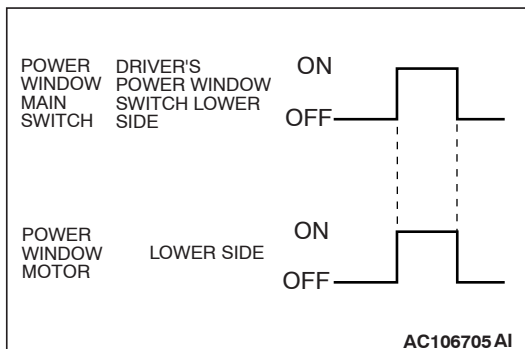 POWER WINDOW MAIN SWITCH
DRIVER'S POWER WINDOW SWITCH LOWER SIDE
ON
OFF
POWER WINDOW MOTOR
LOWER SIDE
ON
OFF
AC106705 AI